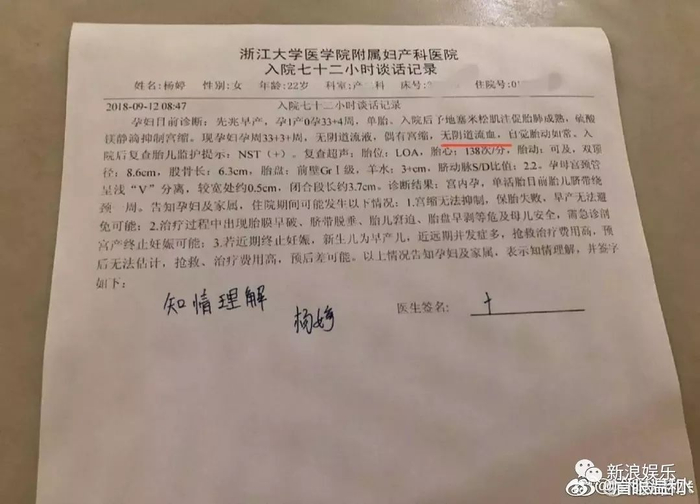 浙江大学医学院附属妇产科医院
入院七十二小时谈话记录
姓名:杨婷 性别:女 年龄:22岁 科室:产 科 床号: 住院号:0
2018-09-12 08:47 入院七十二小时谈话记录
孕妇目前诊断:先兆早产,孕1产0孕33+4周,单胎。入院后予地塞米松肌注促胎肺成熟,硫酸
镁静滴抑制宫缩。现孕妇孕周33+3+周,无阴道流液,偶有宫缩,无阴道流血,自觉胎动如常。入
院后复查胎儿监护提示:NST(+)。复查超声:胎位:LOA,胎心:138次/分,胎动:可及,双顶
径:8.6cm,股骨长:6.3cm,胎盘:前壁GrⅠ级,羊水:3+cm,脐动脉S/D比值:2.2。孕母宫颈管
呈浅“V”分离,较宽处约0.5cm,闭合段长约3.7cm。诊断结果:宫内孕,单活胎目前胎儿脐带绕
颈一周。告知孕妇及家属,住院期间可能发生以下情况:1.宫缩无法抑制,保胎失败,早产无法避
免可能;2.治疗过程中出现胎膜早破、脐带脱垂、胎儿窘迫、胎盘早剥等危及母儿安全,需急诊剖
宫产终止妊娠可能;3.若近期终止妊娠,新生儿为早产儿,近远期并发症多,抢救治疗费用高,预
后无法估计,抢救、治疗费用高,预后差可能。以上情况告知孕妇及家属,表示知情理解,并签字
如下:
知情理解
杨婷
医生签名:
新浪娱乐